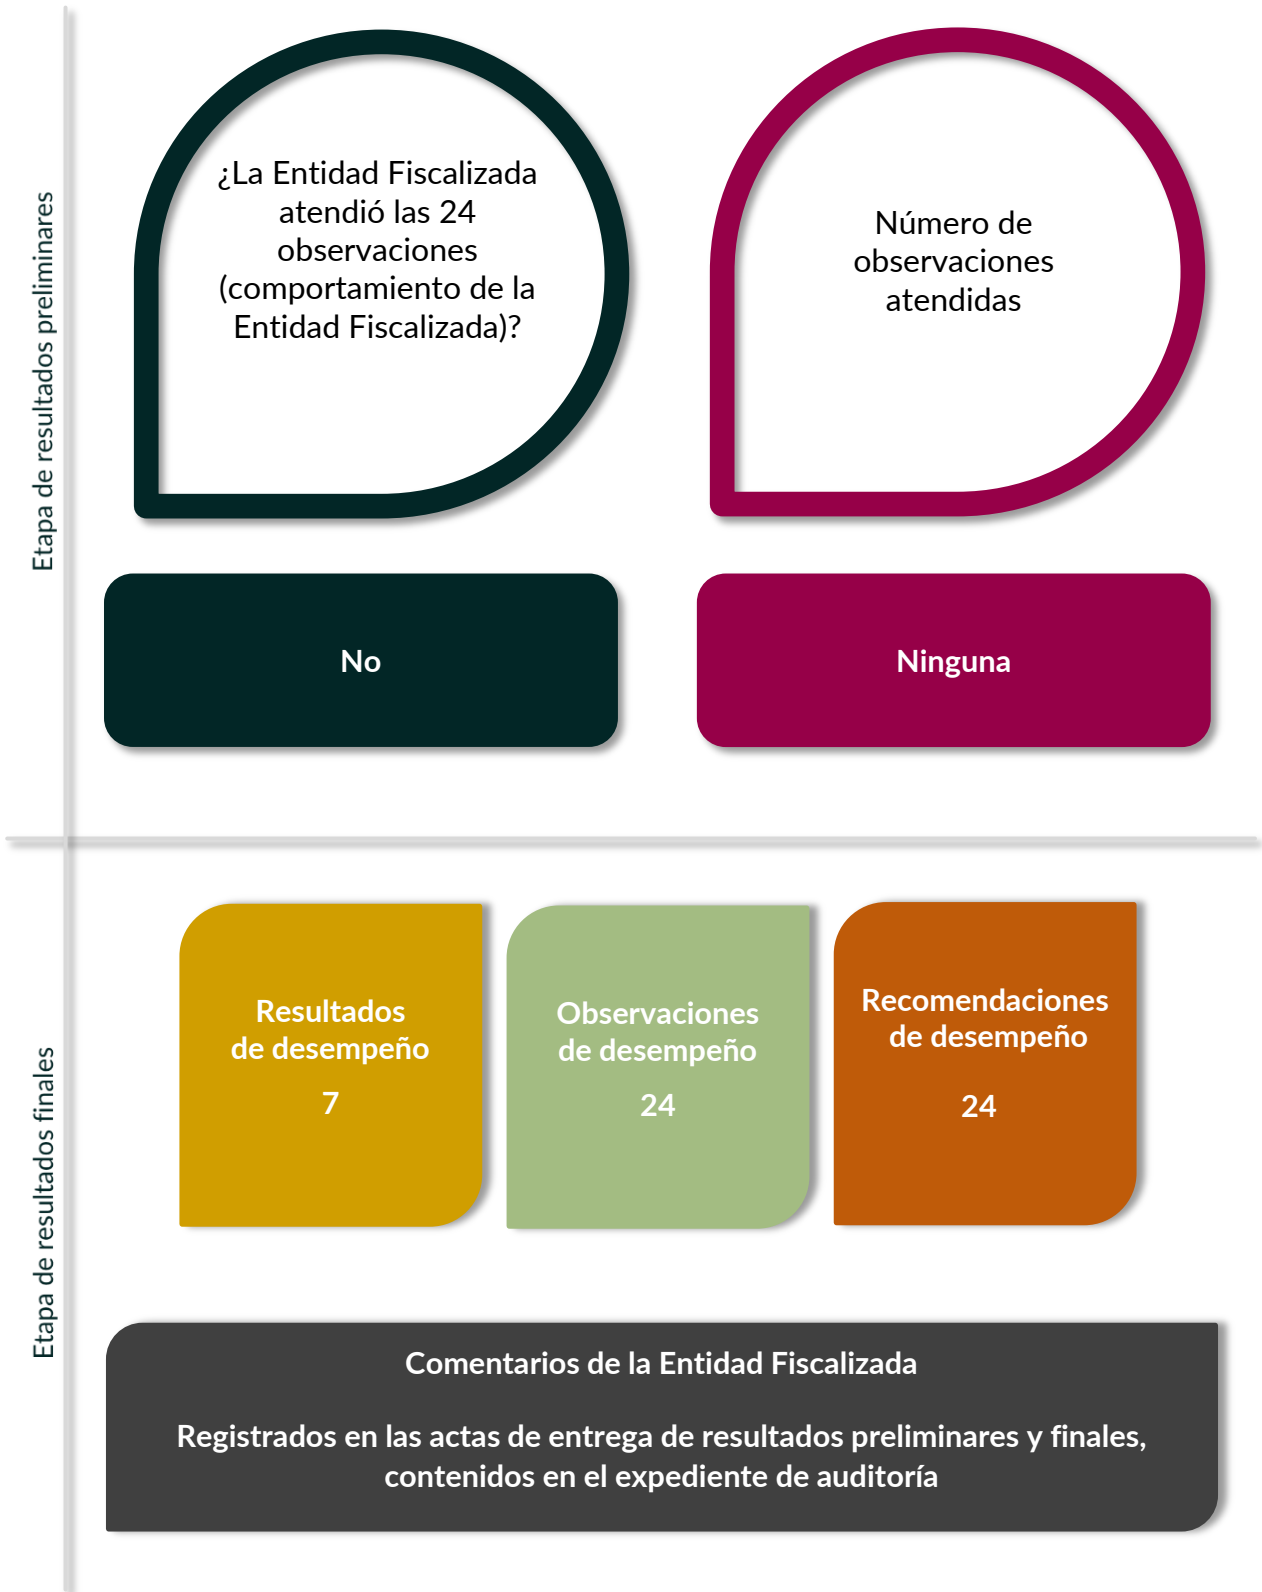 Etapa de resultados preliminares
¿La Entidad Fiscalizada
atendió las 24
observaciones
(comportamiento de la
Entidad Fiscalizada)?
Número de
observaciones
atendidas
No
Ninguna
Etapa de resultados finales
Resultados
de desempeño
7
Observaciones
de desempeño
24
Recomendaciones
de desempeño
24
Comentarios de la Entidad Fiscalizada
Registrados en las actas de entrega de resultados preliminares y finales,
contenidos en el expediente de auditoría